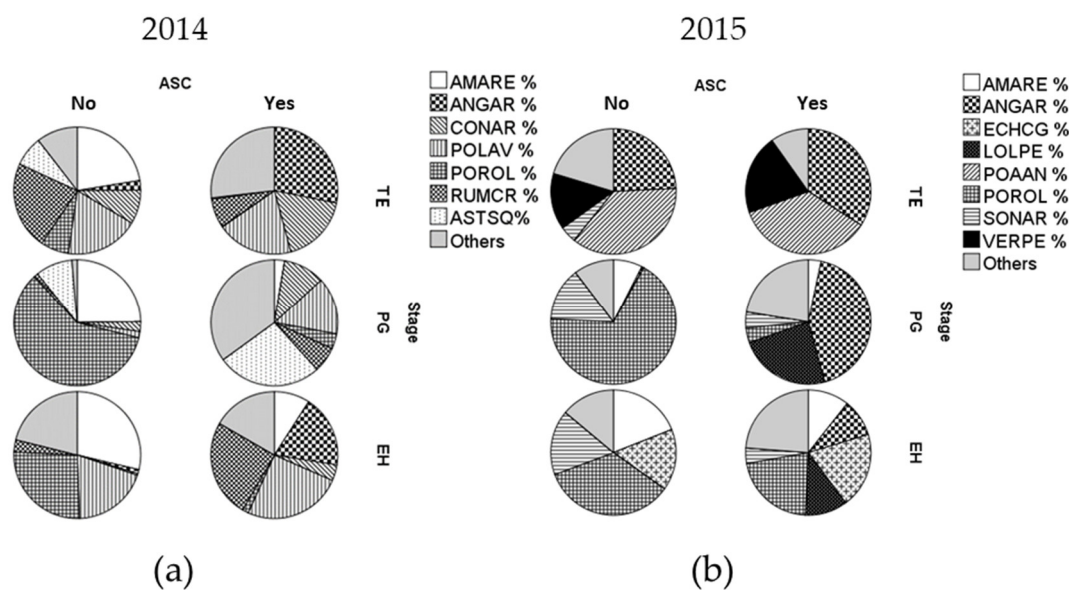 2014
ASC
No
Yes
TE
PG
EH
Stage
AMARE %
ANGAR %
CONAR %
POLAV %
POROL %
RUMCR %
ASTSQ%
Others
(a)
2015
ASC
No
Yes
TE
PG
EH
Stage
AMARE %
ANGAR %
ECHCG %
LOLPE %
POAAN %
POROL %
SONAR %
VERPE %
Others
(b)